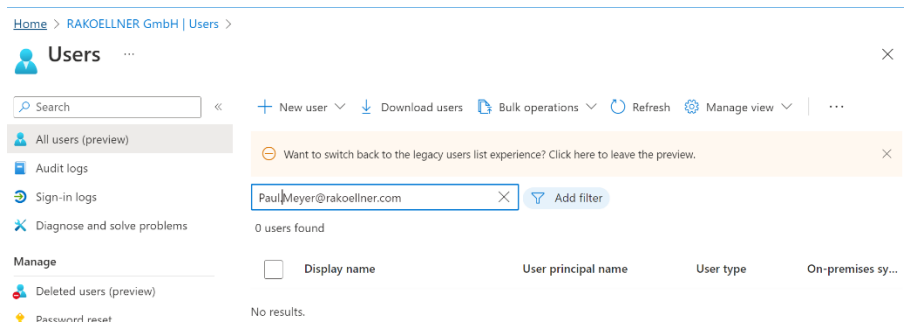 Home > RAKOELLNER GmbH | Users >
Users ...
Search «
New user Download users Bulk operations Refresh Manage view ...
All users (preview)
Want to switch back to the legacy users list experience? Click here to leave the preview.
Audit logs
Sign-in logs
Paul.Meyer@rakoellner.com Add filter
Diagnose and solve problems
0 users found
Manage
Display name User principal name User type On-premises sy...
Deleted users (preview)
No results.
Password reset